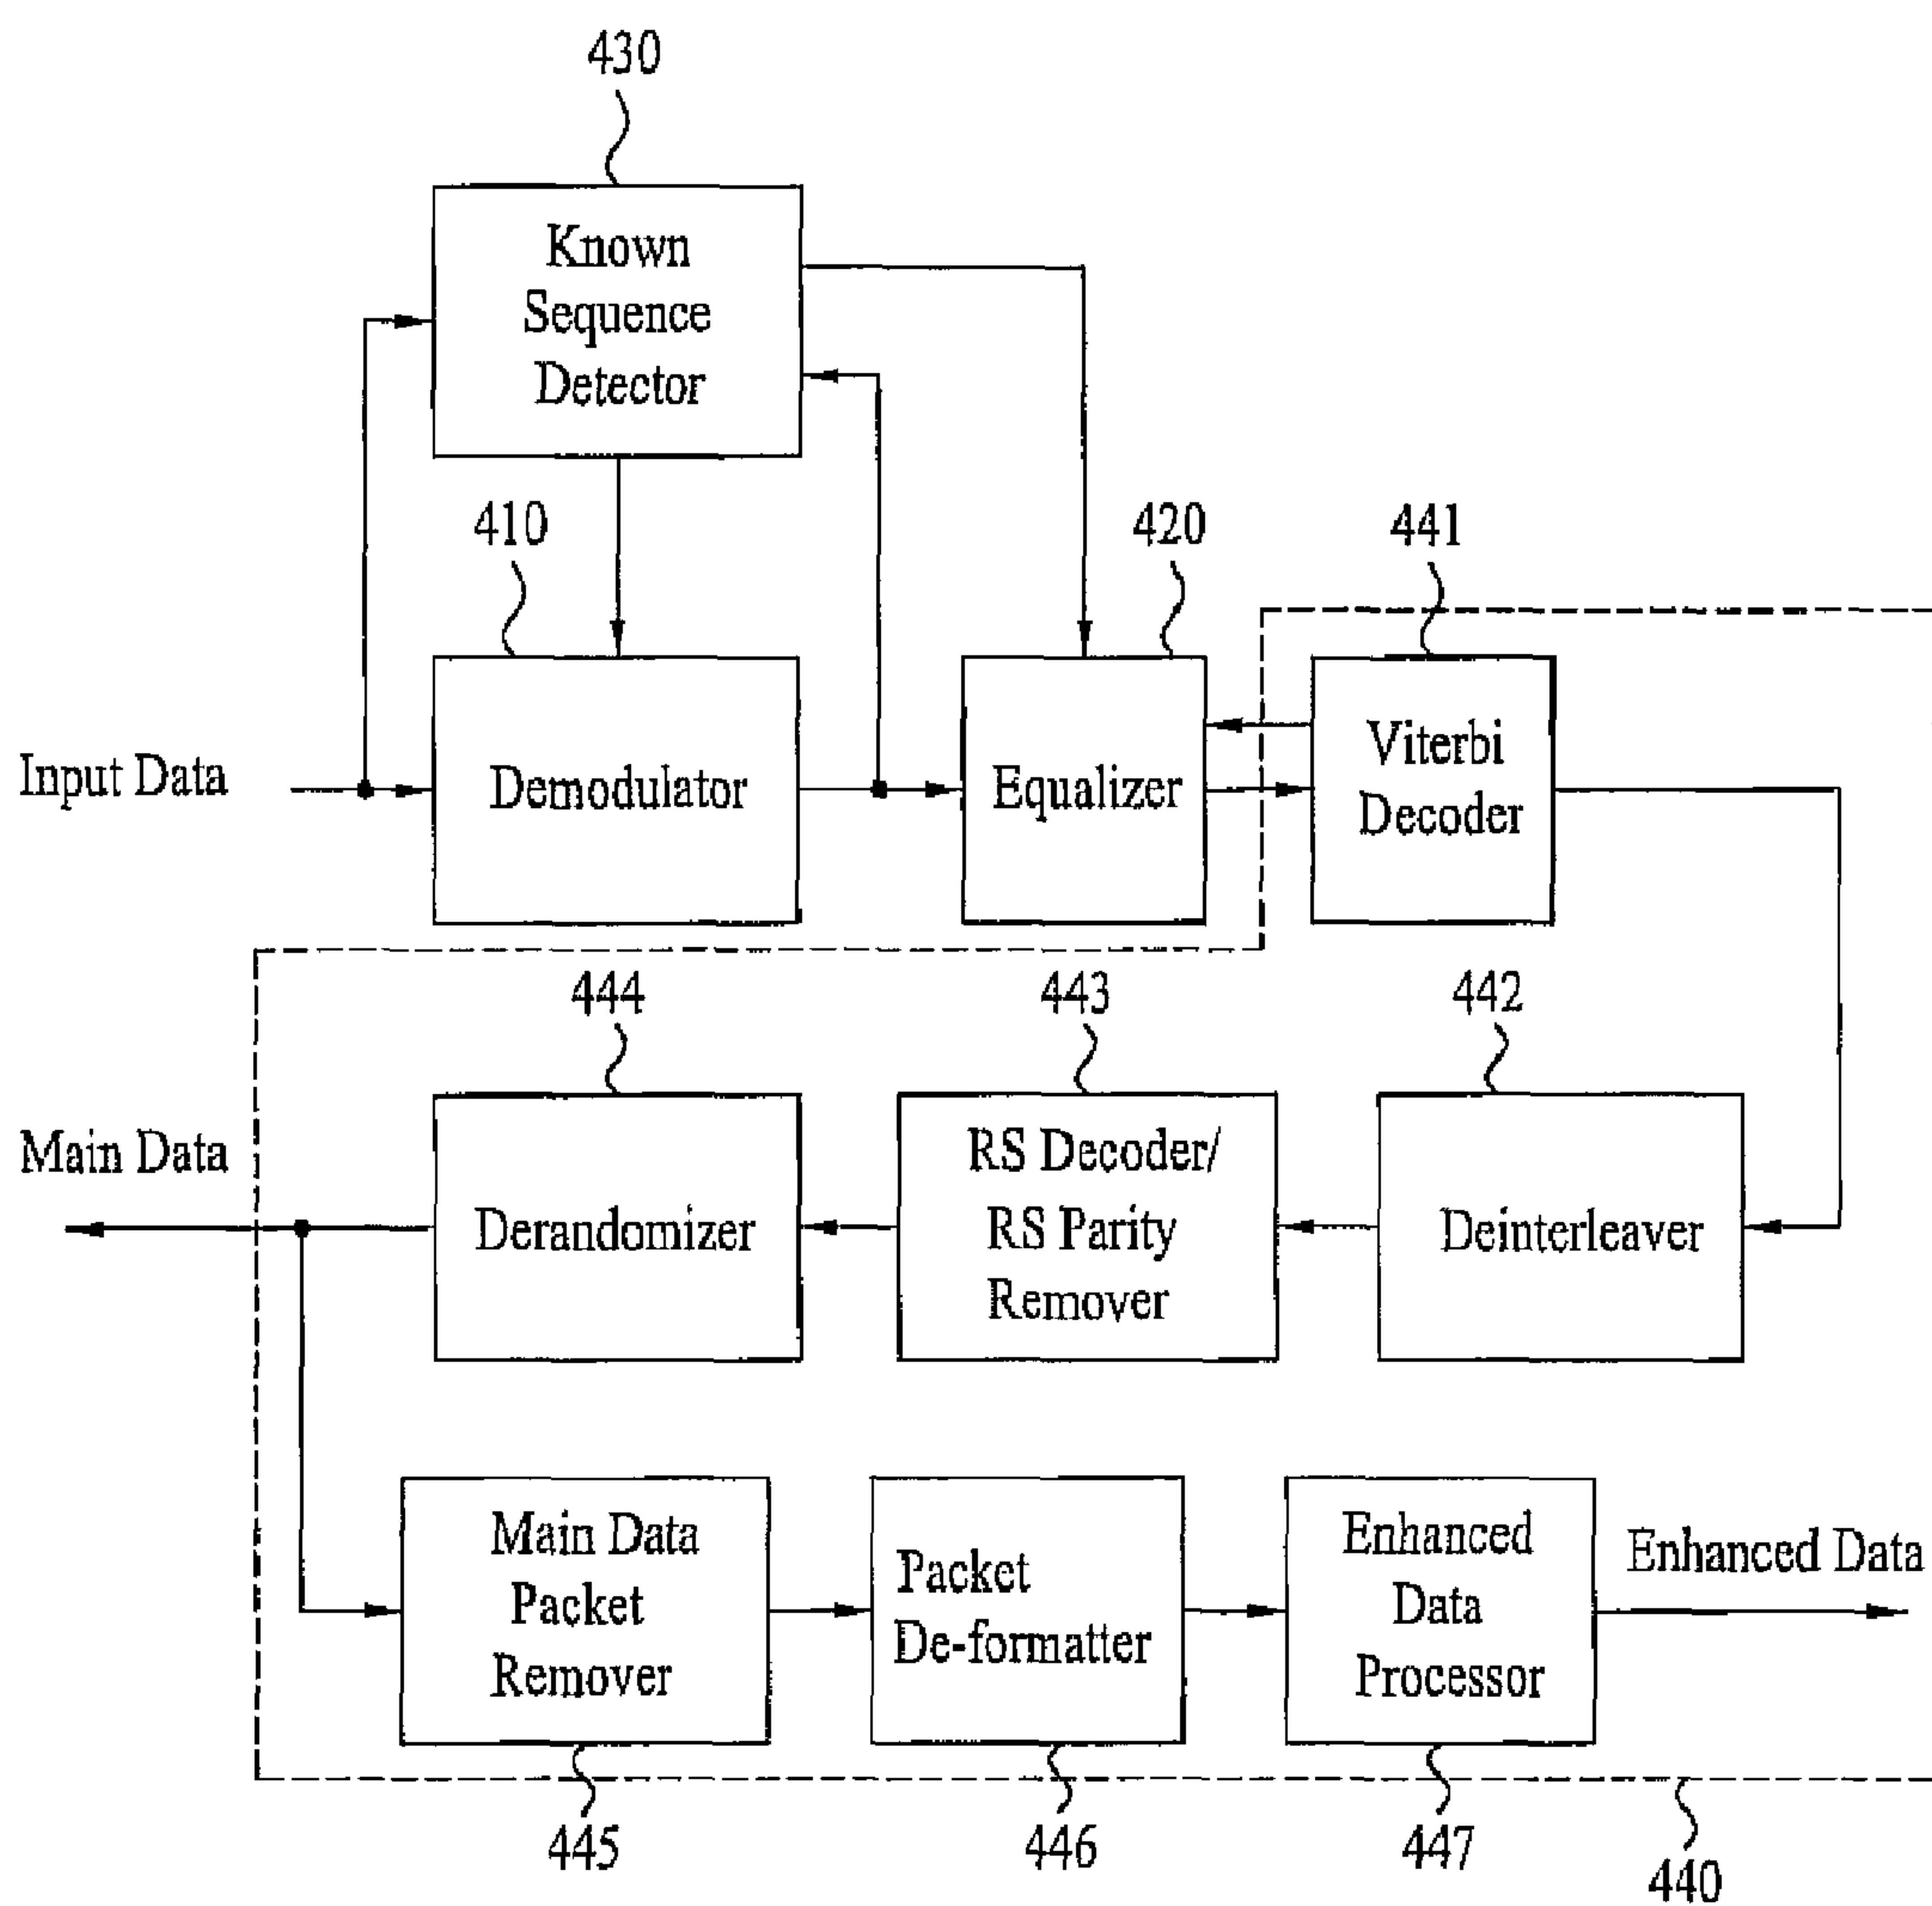 430
Known
Sequence
Detector
410
420
441
Input Data
Demodulator
Equalizer
Viterbi
Decoder
444
443
442
Main Data
Derandomizer
RS Decoder/
RS Parity
Remover
Deinterleaver
Main Data
Packet
Remover
Packet
De-formatter
Enhanced
Data
Processor
Enhanced Data
445
446
447
440